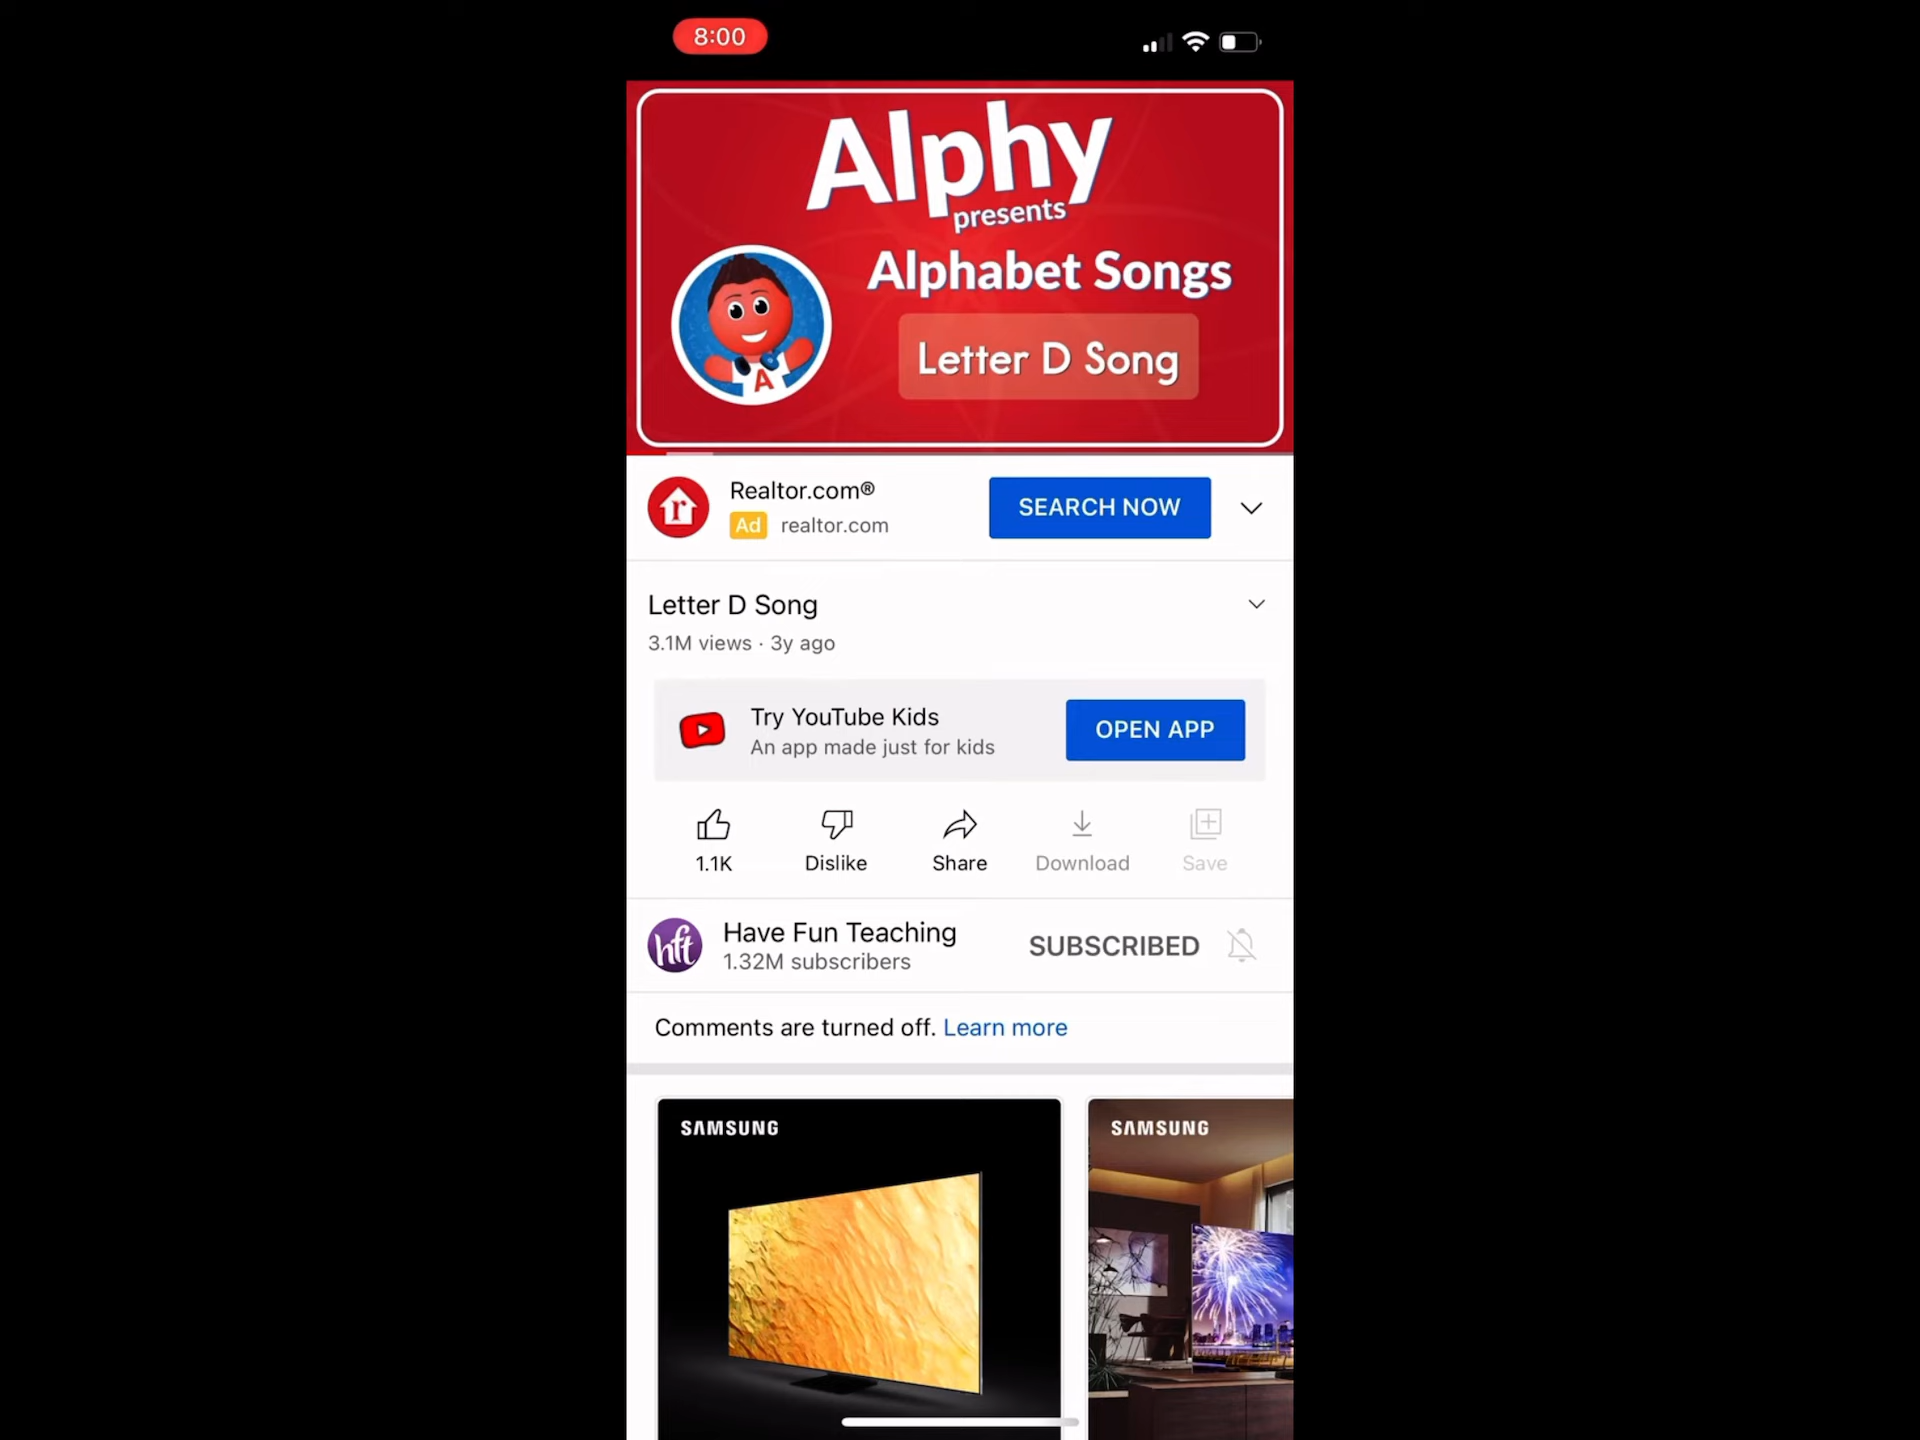 8:00
Alphy
presents
Alphabet Songs
Letter D Song
A
r
Realtor.com®
Ad realtor.com
SEARCH NOW
Letter D Song
3.1M views · 3y ago
Try YouTube Kids
An app made just for kids
OPEN APP
1.1K
Dislike
Share
Download
Save
hft
Have Fun Teaching
1.32M subscribers
SUBSCRIBED
Comments are turned off. Learn more
SAMSUNG
SAMSUNG